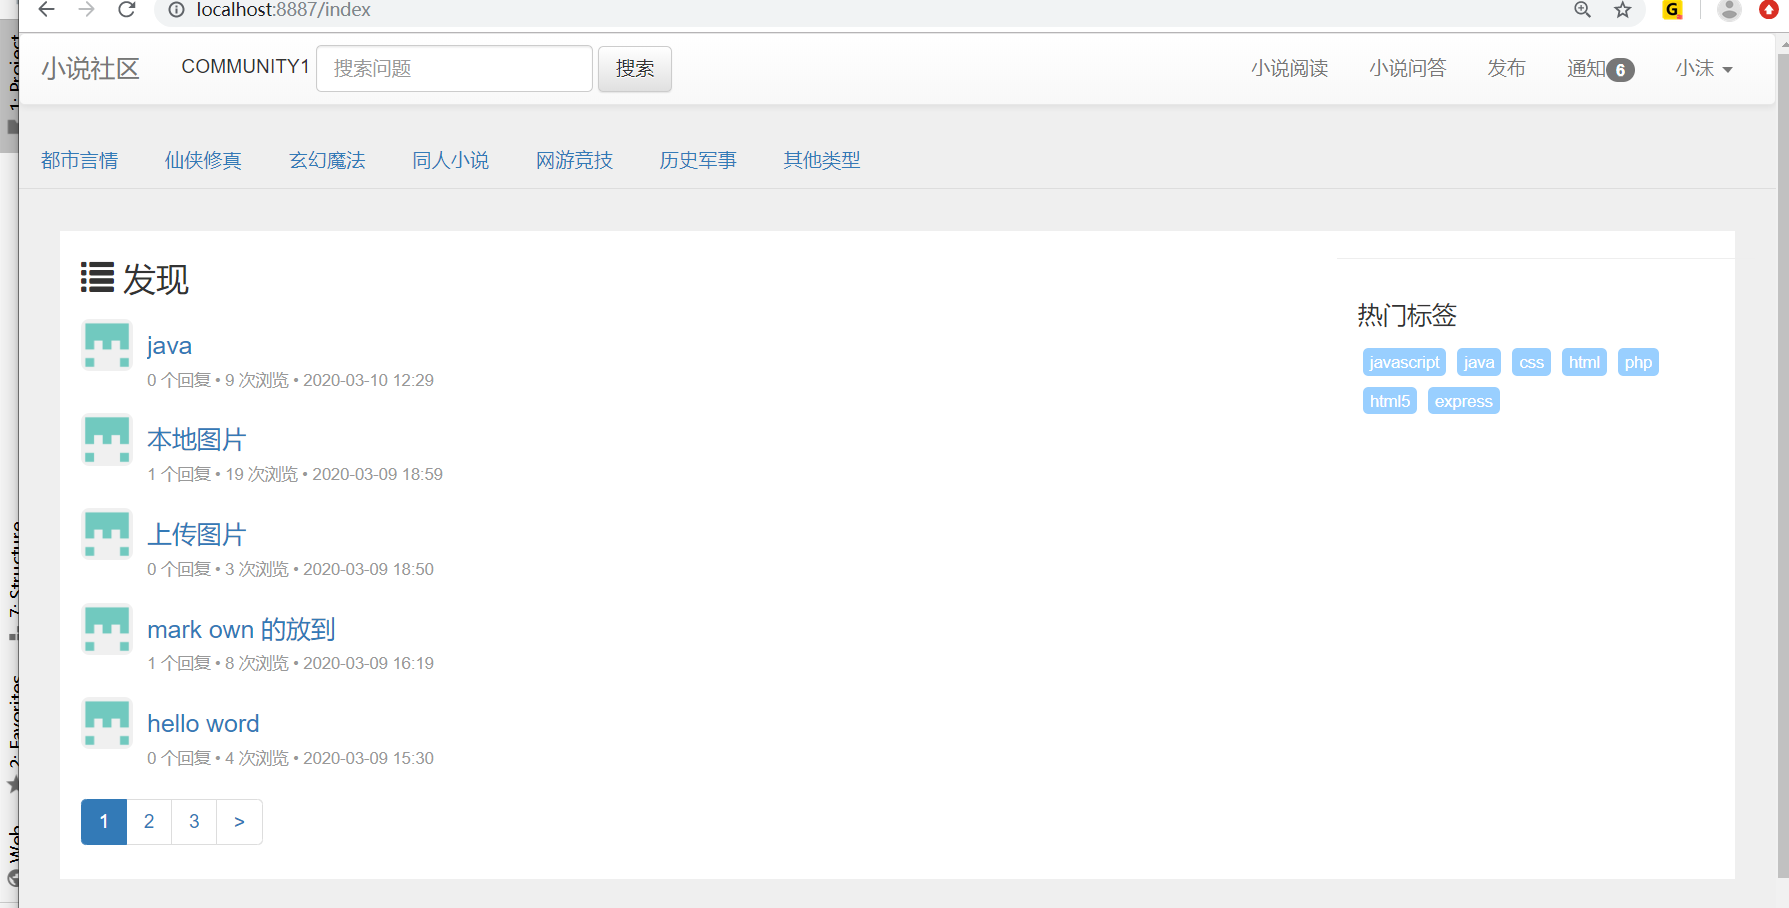 localhost:8887/index
小说社区 COMMUNITY1 搜索问题 搜索 小说阅读 小说问答 发布 通知 6 小沫
都市言情 仙侠修真 玄幻魔法 同人小说 网游竞技 历史军事 其他类型
发现
java
0 个回复 • 9 次浏览 • 2020-03-10 12:29
本地图片
1 个回复 • 19 次浏览 • 2020-03-09 18:59
上传图片
0 个回复 • 3 次浏览 • 2020-03-09 18:50
mark own 的放到
1 个回复 • 8 次浏览 • 2020-03-09 16:19
hello word
0 个回复 • 4 次浏览 • 2020-03-09 15:30
1 2 3 >
热门标签
javascript java css html php
html5 express
1: Project
7: Structure
2: Favorites
Web